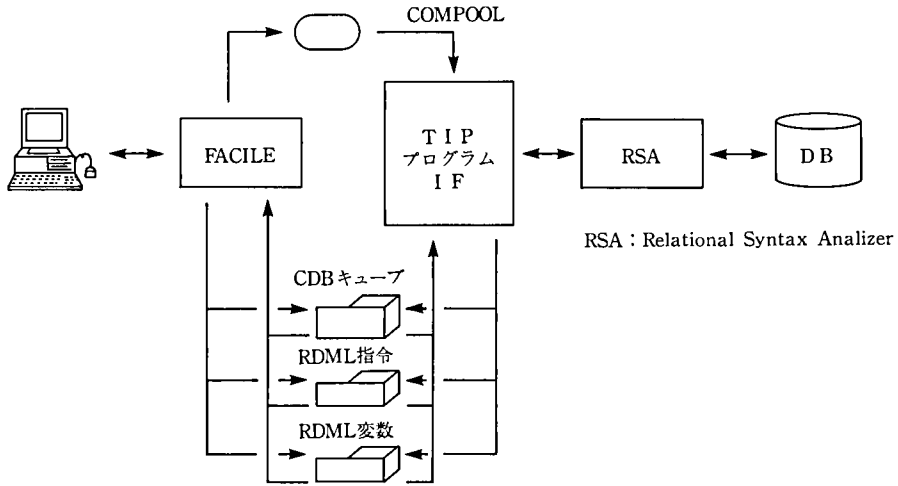 COMPOOL
FACILE
TIP
プログラム
IF
RSA
DB
RSA：Relational Syntax Analizer
CDBキューブ
RDML指令
RDML変数